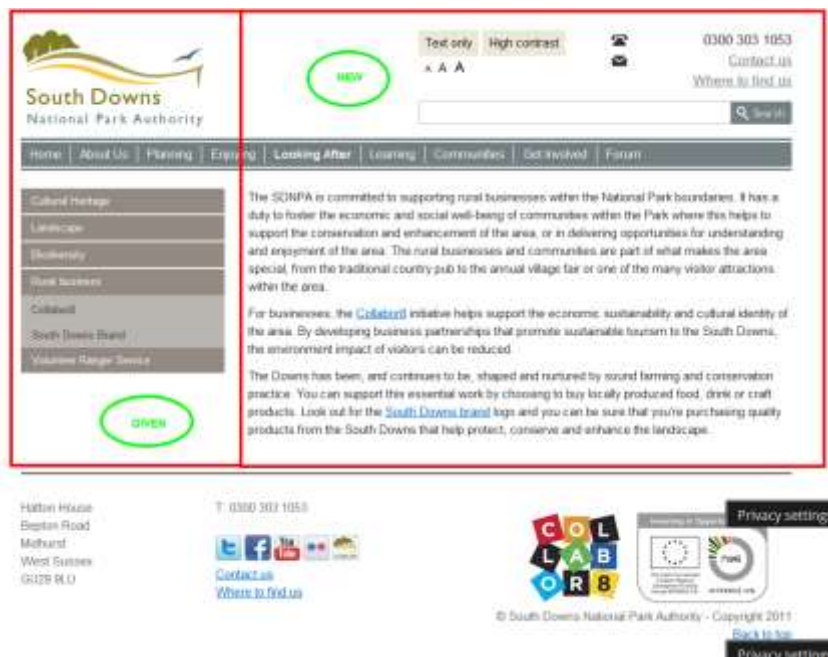 South Downs
National Park Authority
NEW
Text only High contrast
A A A
0300 303 1053
Contact us
Where to find us
Search
Home | About Us | Planning | Enjoying | Looking After | Learning | Communities | Get Involved | Forum
Cultural Heritage
Landscape
Biodiversity
Rural business
Collabor8
South Downs Brand
Volunteer Ranger Service
GIVEN
The SDNPA is committed to supporting rural businesses within the National Park boundaries. It has a
duty to foster the economic and social well-being of communities within the Park where this helps to
support the conservation and enhancement of the area, or in delivering opportunities for understanding
and enjoyment of the area. The rural businesses and communities are part of what makes the area
special, from the traditional country pub to the annual village fair or one of the many visitor attractions
within the area.
For businesses, the Collabor8 initiative helps support the economic sustainability and cultural identity of
the area. By developing business partnerships that promote sustainable tourism to the South Downs,
the environment impact of visitors can be reduced.
The Downs has been, and continues to be, shaped and nurtured by sound farming and conservation
practice. You can support this essential work by choosing to buy locally produced food, drink or craft
products. Look out for the South Downs brand logo and you can be sure that you're purchasing quality
products from the South Downs that help protect, conserve and enhance the landscape.
Hatton House
Bepton Road
Midhurst
West Sussex
GU29 9LU
T: 0300 303 1053
You Tube
Contact us
Where to find us
COL
LAB
OR8
Privacy settings
© South Downs National Park Authority - Copyright 2011
Back to top
Privacy settings